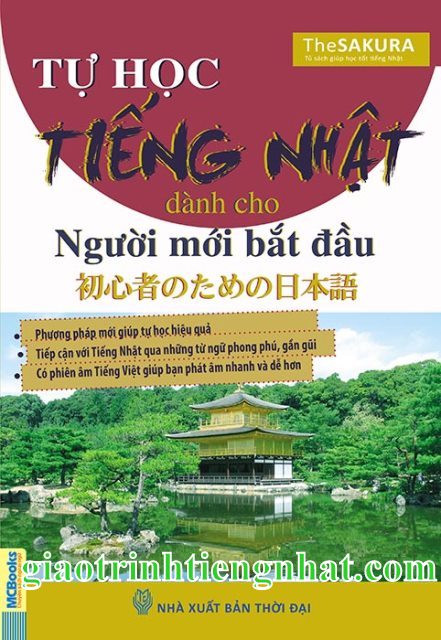 TheSAKURA
Tủ sách giúp học tốt tiếng Nhật
TỰ HỌC
TIẾNG NHẬT
dành cho
Người mới bắt đầu
初心者のための日本語
Phương pháp mới giúp tự học hiệu quả
Tiếp cận với Tiếng Nhật qua những từ ngữ phong phú, gần gũi
Có phiên âm Tiếng Việt giúp bạn phát âm nhanh và dễ hơn
giaotrinhtiengnhat.com
MCBooks
NHÀ XUẤT BẢN THỜI ĐẠI